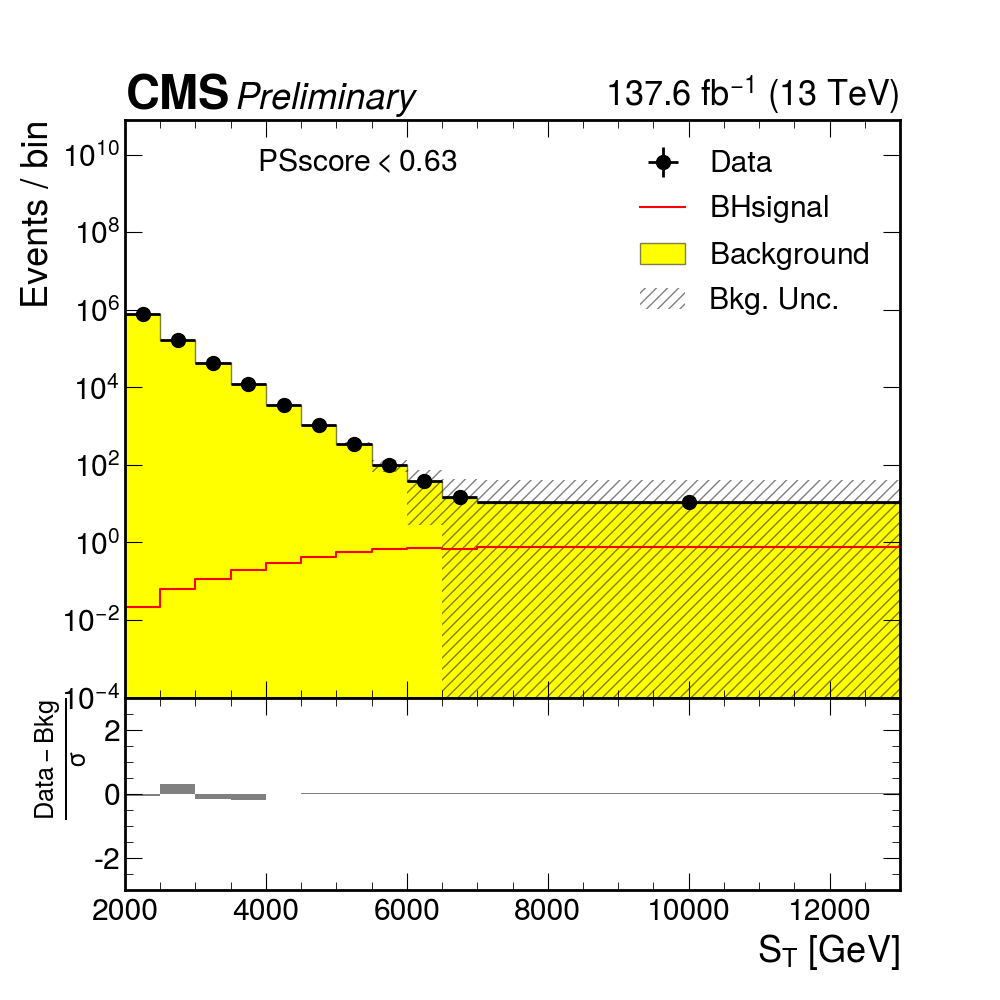 CMS Preliminary 137.6 fb⁻¹ (13 TeV)
Events / bin
PSscore < 0.63
Data
BHsignal
Background
Bkg. Unc.
10¹⁰
10⁸
10⁶
10⁴
10²
10⁰
10⁻²
10⁻⁴
Data – Bkg
σ
2
0
-2
2000 4000 6000 8000 10000 12000
S_T [GeV]